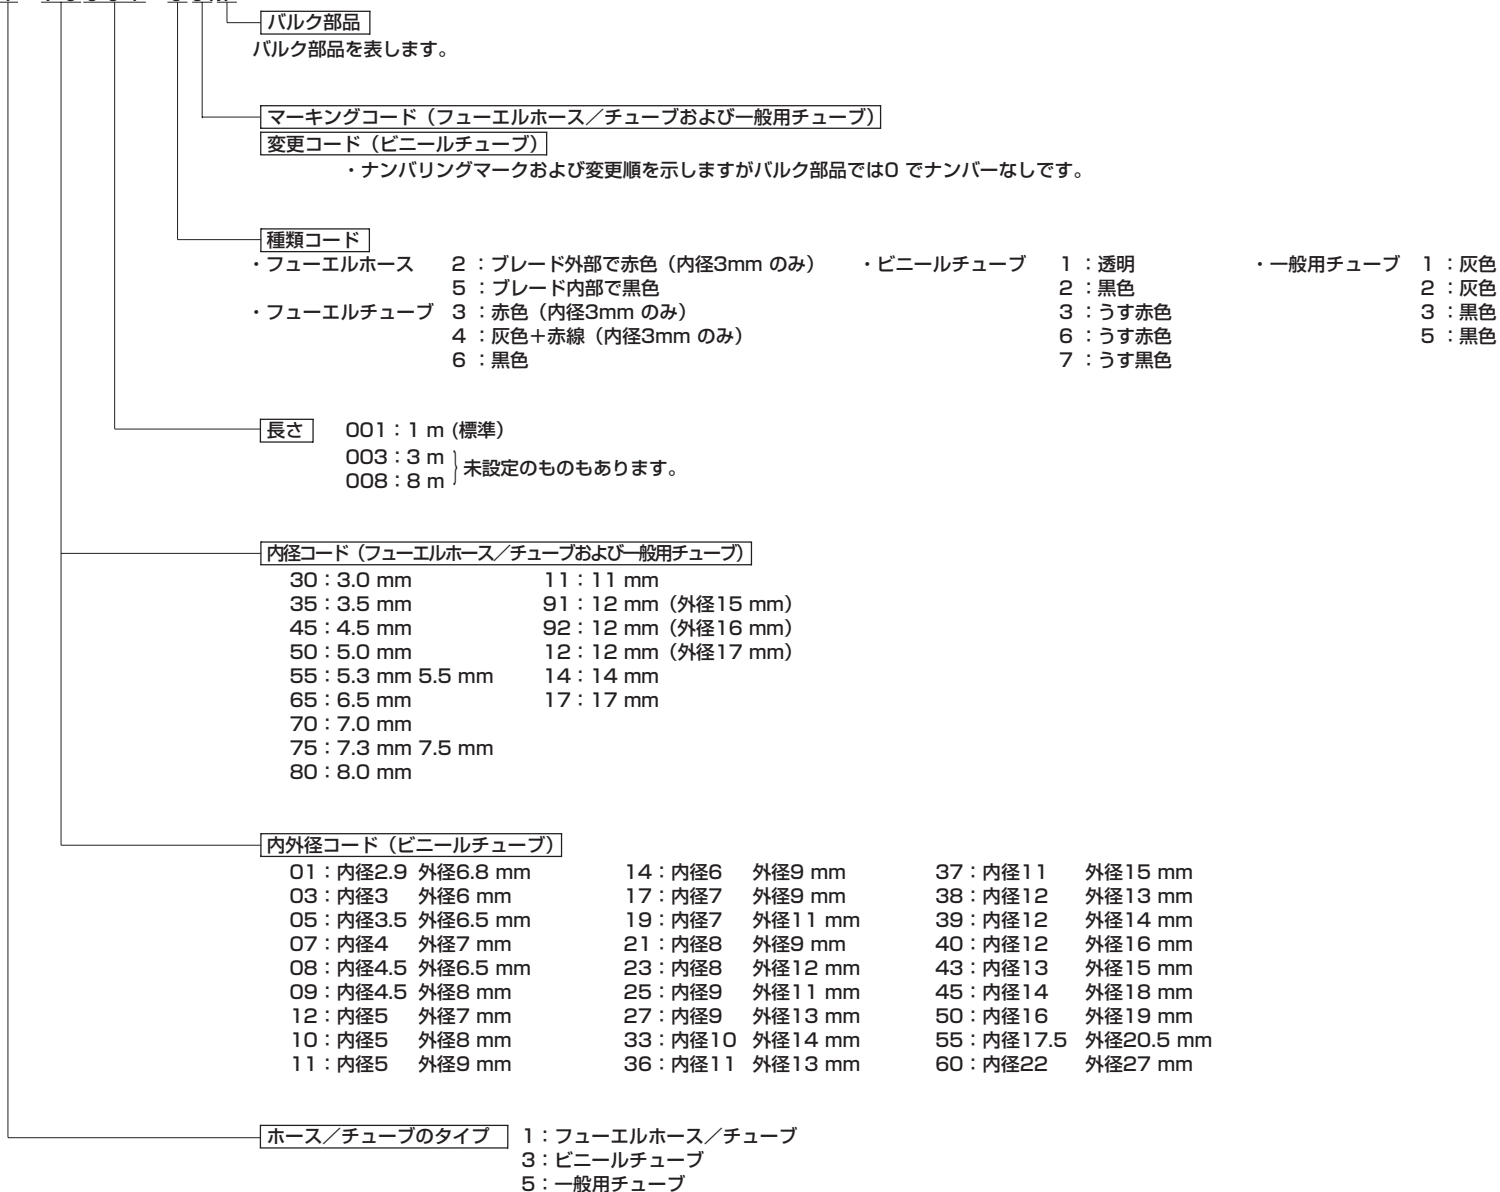 バルク部品
バルク部品を表します。
マーキングコード（フューエルホース／チューブおよび一般用チューブ）
変更コード（ビニールチューブ）
・ナンバリングマークおよび変更順を示しますがバルク部品では0 でナンバーなしです。
種類コード
・フューエルホース 2：ブレード外部で赤色（内径3mm のみ） ・ビニールチューブ 1：透明 ・一般用チューブ 1：灰色
5：ブレード内部で黒色 2：黒色 2：灰色
・フューエルチューブ 3：赤色（内径3mm のみ） 3：うす赤色 3：黒色
4：灰色＋赤線（内径3mm のみ） 6：うす赤色 5：黒色
6：黒色 7：うす黒色
長さ 001：1 m (標準）
003：3 m
未設定のものもあります。
008：8 m
内径コード（フューエルホース／チューブおよび一般用チューブ）
30：3.0 mm 11：11 mm
35：3.5 mm 91：12 mm（外径15 mm）
45：4.5 mm 92：12 mm（外径16 mm）
50：5.0 mm 12：12 mm（外径17 mm）
55：5.3 mm 5.5 mm 14：14 mm
65：6.5 mm 17：17 mm
70：7.0 mm
75：7.3 mm 7.5 mm
80：8.0 mm
内外径コード（ビニールチューブ）
01：内径2.9 外径6.8 mm 14：内径6 外径9 mm 37：内径11 外径15 mm
03：内径3 外径6 mm 17：内径7 外径9 mm 38：内径12 外径13 mm
05：内径3.5 外径6.5 mm 19：内径7 外径11 mm 39：内径12 外径14 mm
07：内径4 外径7 mm 21：内径8 外径9 mm 40：内径12 外径16 mm
08：内径4.5 外径6.5 mm 23：内径8 外径12 mm 43：内径13 外径15 mm
09：内径4.5 外径8 mm 25：内径9 外径11 mm 45：内径14 外径18 mm
12：内径5 外径7 mm 27：内径9 外径13 mm 50：内径16 外径19 mm
10：内径5 外径8 mm 33：内径10 外径14 mm 55：内径17.5 外径20.5 mm
11：内径5 外径9 mm 36：内径11 外径13 mm 60：内径22 外径27 mm
ホース／チューブのタイプ 1：フューエルホース／チューブ
3：ビニールチューブ
5：一般用チューブ